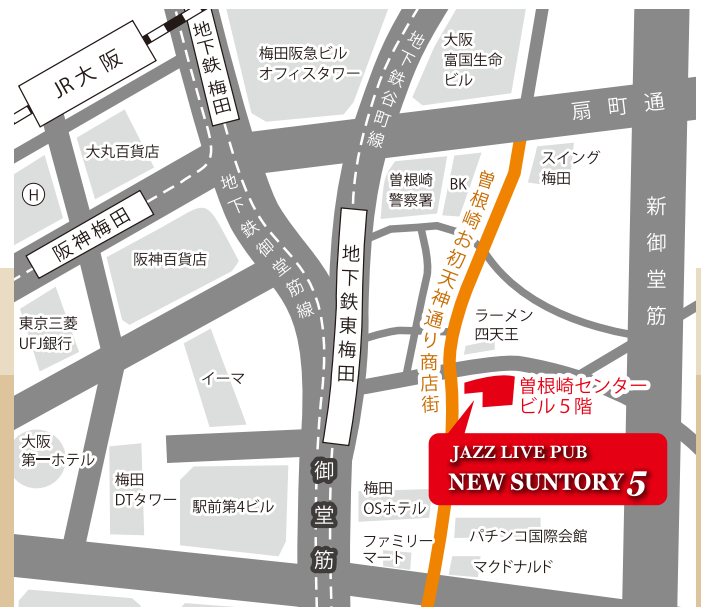 JR大阪
地下鉄梅田
梅田阪急ビル
オフィスタワー
地下鉄谷町線
大阪
富国生命
ビル
扇町通
大丸百貨店
H
阪神梅田
地下鉄御堂筋線
曽根崎
警察署
BK
スイング
梅田
新御堂筋
曽根崎お初天神通り商店街
阪神百貨店
地下鉄東梅田
東京三菱
UFJ銀行
ラーメン
四天王
イーマ
曽根崎センター
ビル5階
大阪
第一ホテル
JAZZ LIVE PUB
NEW SUNTORY 5
梅田
DTタワー
駅前第4ビル
御堂筋
梅田
OSホテル
ファミリー
マート
パチンコ国際会館
マクドナルド